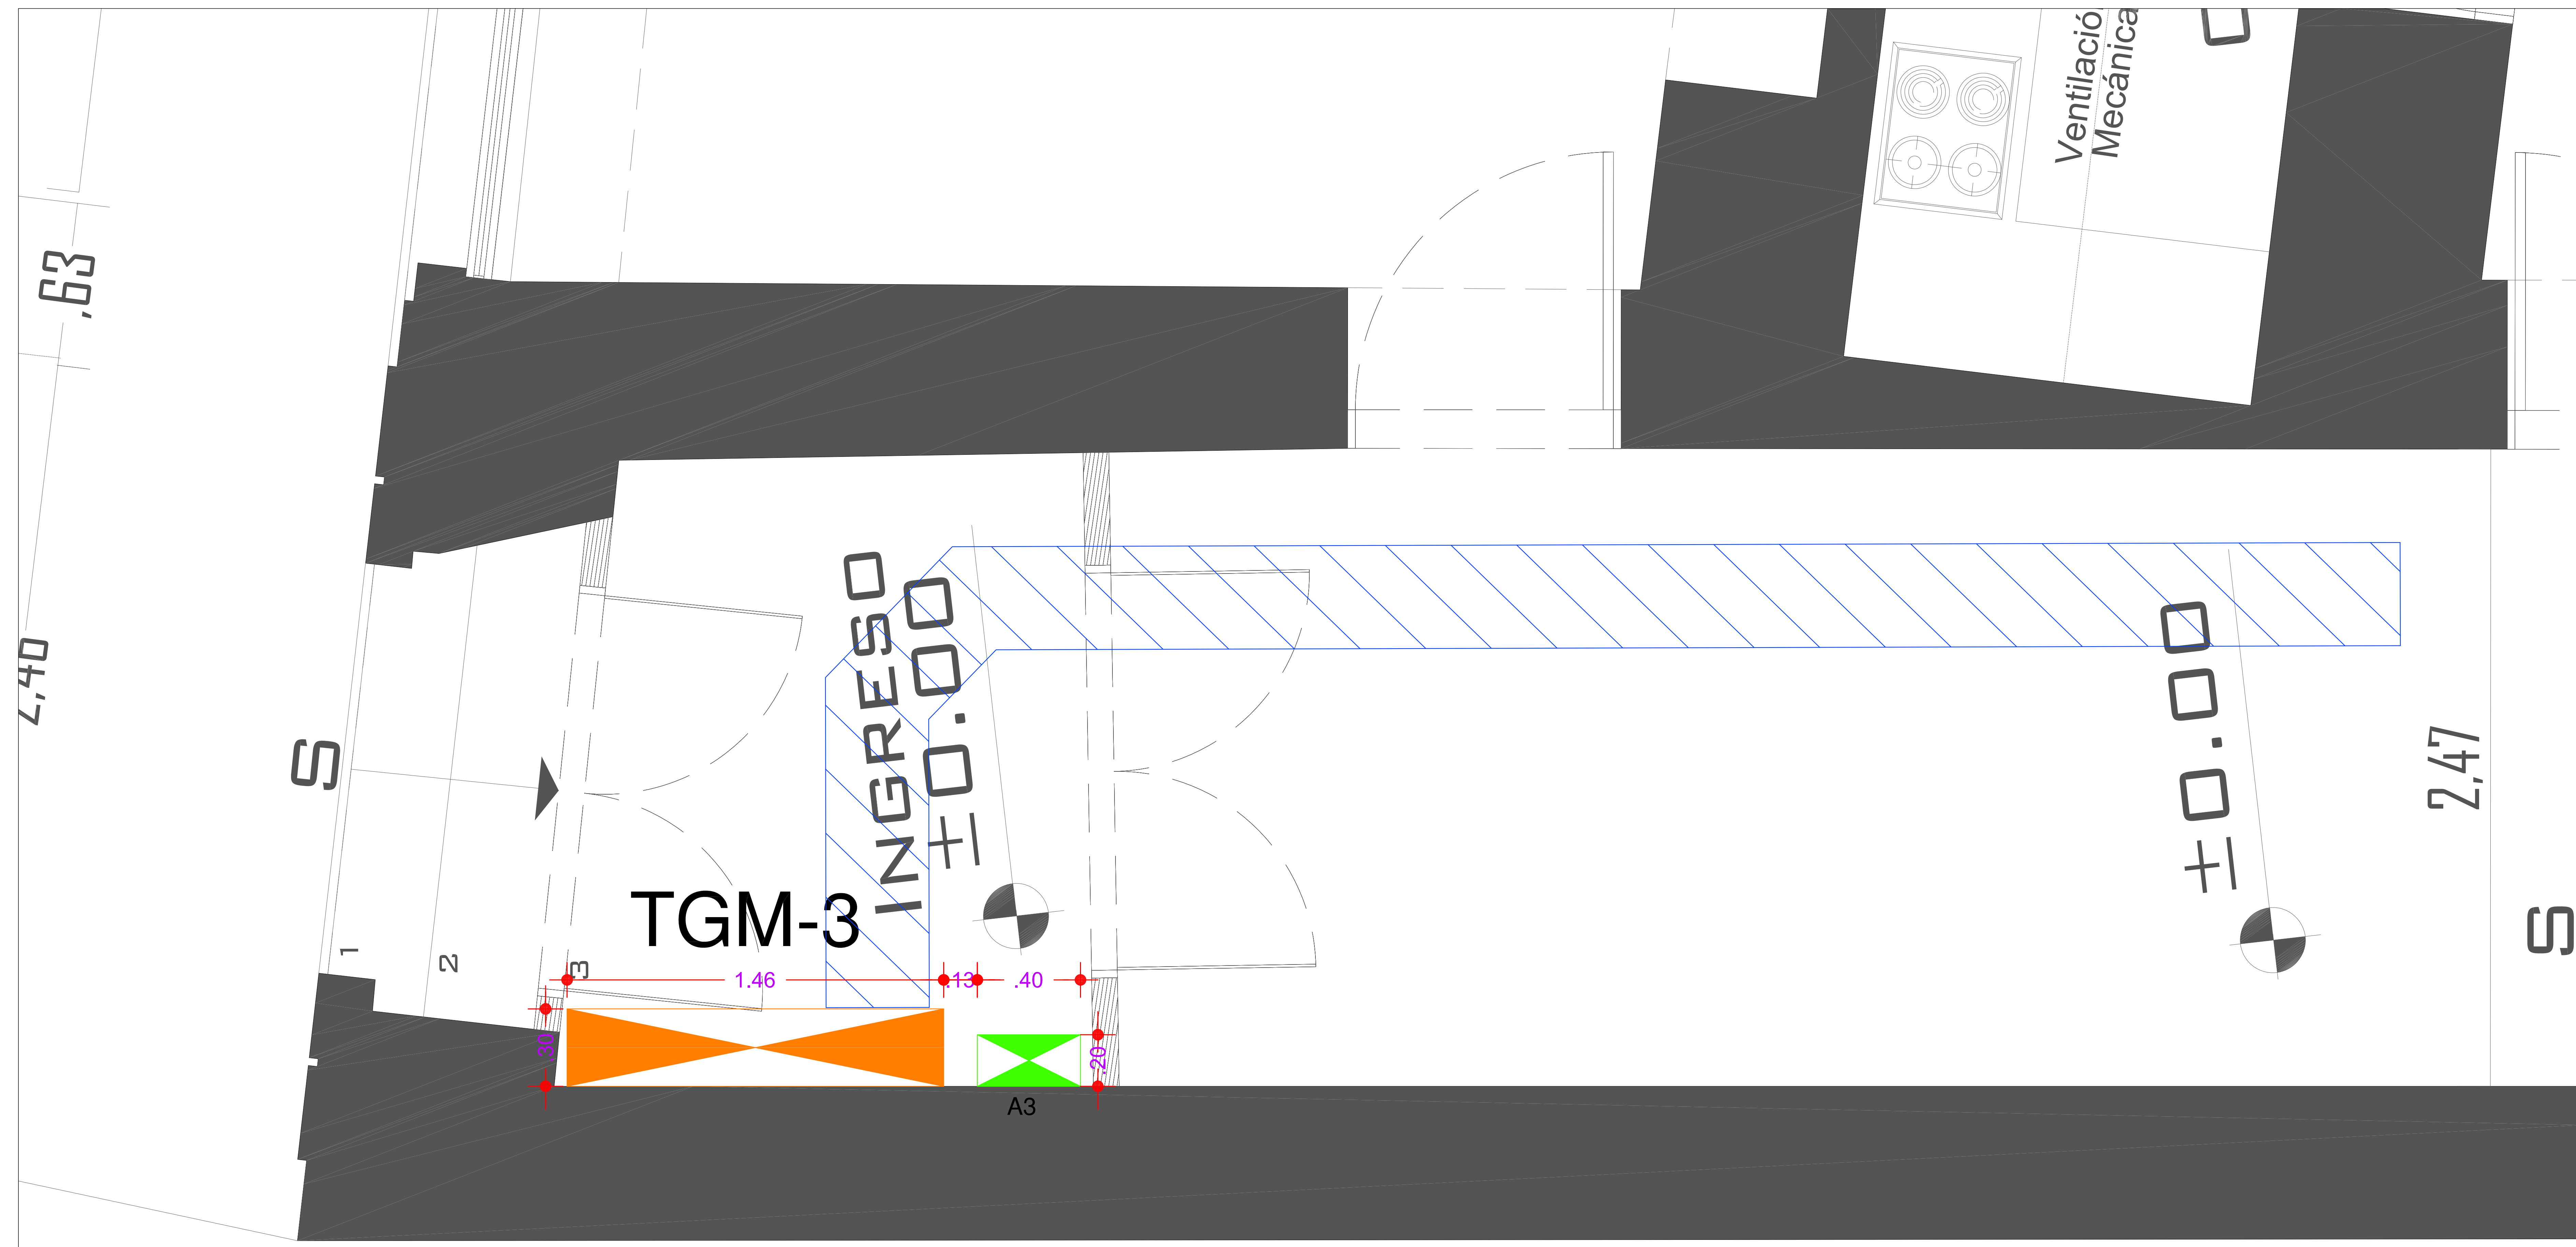 Ventilació
Mecánica
,63
2,40
S
INGRESO
±0.00
±0.00
2,47
S
1
2
3
TGM-3
1.46
.13
.40
.30
.20
A3